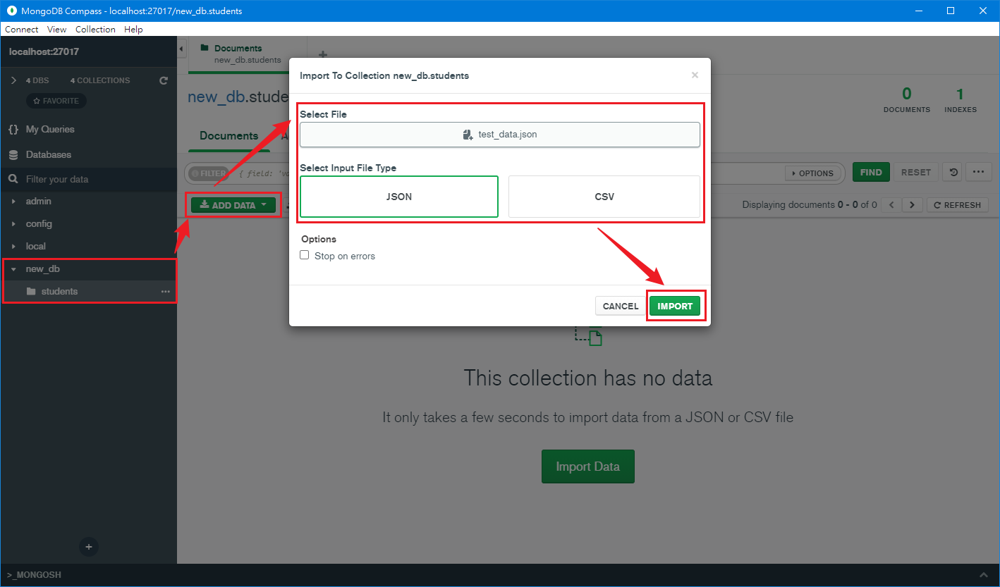 MongoDB Compass - localhost:27017/new_db.students
Connect View Collection Help
localhost:27017
4 DBS 4 COLLECTIONS
FAVORITE
{} My Queries
Databases
Filter your data
admin
config
local
new_db
students
Documents
new_db.students
new_db.stude
0 DOCUMENTS
1 INDEXES
Documents A
FILTER { field: 'va
OPTIONS FIND RESET
ADD DATA
Displaying documents 0 - 0 of 0 REFRESH
Import To Collection new_db.students
Select File
test_data.json
Select Input File Type
JSON CSV
Options
Stop on errors
CANCEL IMPORT
This collection has no data
It only takes a few seconds to import data from a JSON or CSV file
Import Data
>_MONGOSH